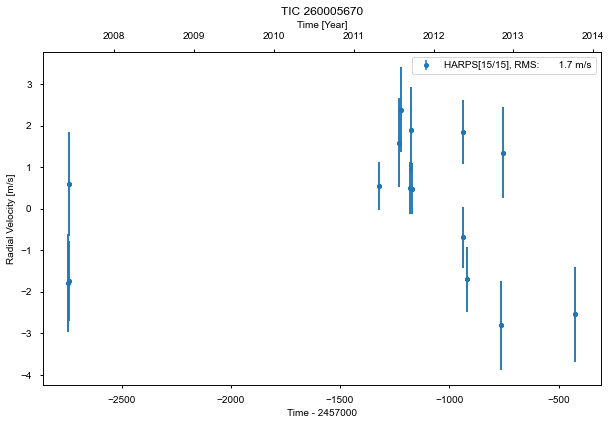 TIC 260005670
Time [Year]
2008 2009 2010 2011 2012 2013 2014
HARPS[15/15], RMS: 1.7 m/s
3
2
1
0
−1
−2
−3
−4
Radial Velocity [m/s]
−2500 −2000 −1500 −1000 −500
Time - 2457000